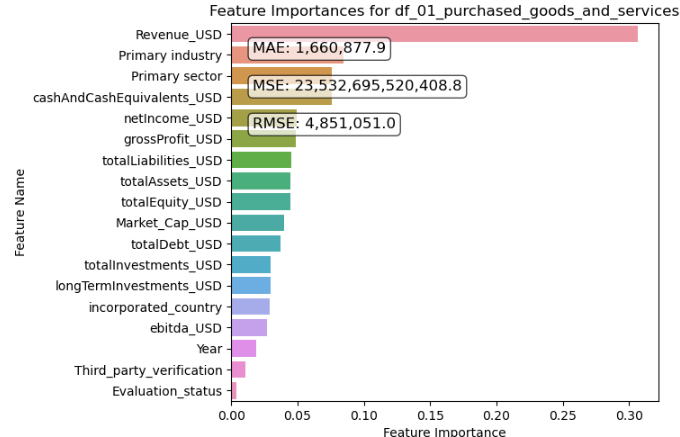 Feature Importances for df_01_purchased_goods_and_services
Feature Name
Revenue_USD
Primary industry
Primary sector
cashAndCashEquivalents_USD
netIncome_USD
grossProfit_USD
totalLiabilities_USD
totalAssets_USD
totalEquity_USD
Market_Cap_USD
totalDebt_USD
totalInvestments_USD
longTermInvestments_USD
incorporated_country
ebitda_USD
Year
Third_party_verification
Evaluation_status
MAE: 1,660,877.9
MSE: 23,532,695,520,408.8
RMSE: 4,851,051.0
0.00 0.05 0.10 0.15 0.20 0.25 0.30
Feature Importance